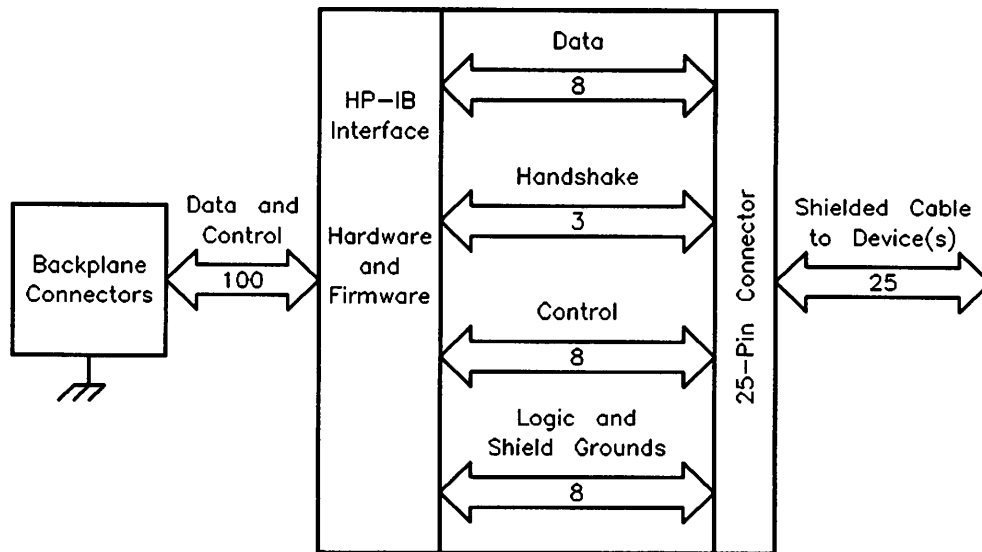 Backplane
Connectors
Data and
Control
100
HP-IB
Interface
Hardware
and
Firmware
Data
8
Handshake
3
Control
8
Logic and
Shield Grounds
8
25-Pin Connector
Shielded Cable
to Device(s)
25